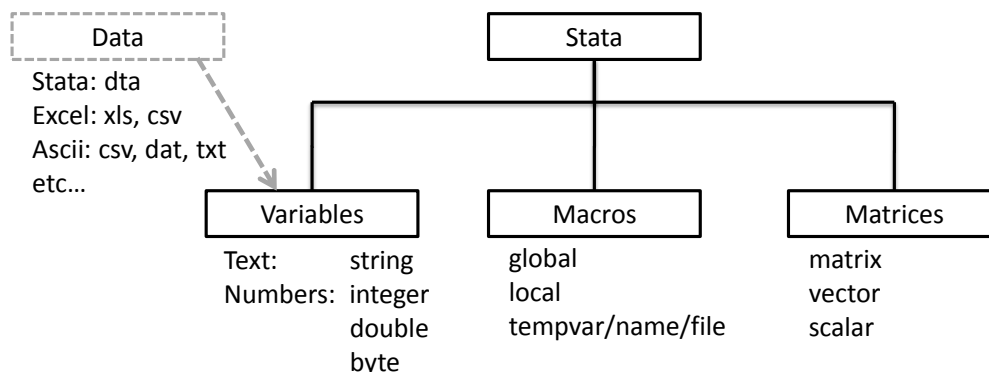 Data
Stata: dta
Excel: xls, csv
Ascii: csv, dat, txt
etc…
Stata
Variables
Text: string
Numbers: integer
double
byte
Macros
global
local
tempvar/name/file
Matrices
matrix
vector
scalar